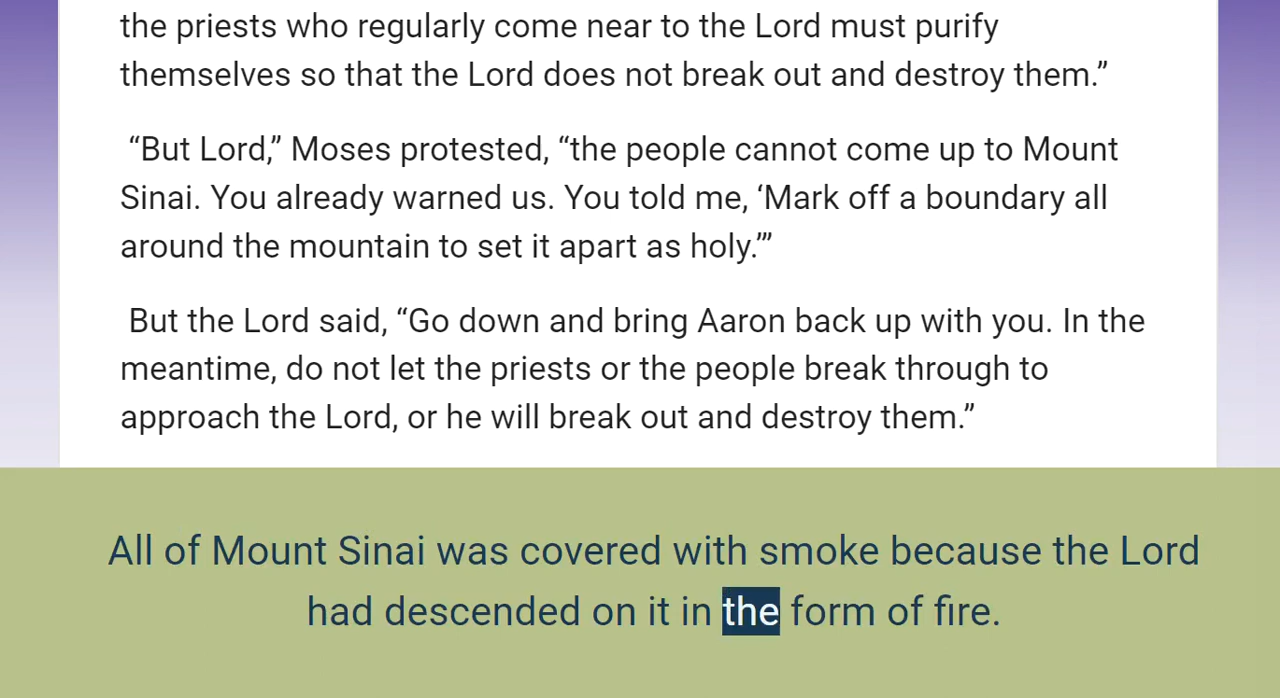 the priests who regularly come near to the Lord must purify
themselves so that the Lord does not break out and destroy them.”
“But Lord,” Moses protested, “the people cannot come up to Mount
Sinai. You already warned us. You told me, ‘Mark off a boundary all
around the mountain to set it apart as holy.’”
But the Lord said, “Go down and bring Aaron back up with you. In the
meantime, do not let the priests or the people break through to
approach the Lord, or he will break out and destroy them.”
All of Mount Sinai was covered with smoke because the Lord
had descended on it in the form of fire.